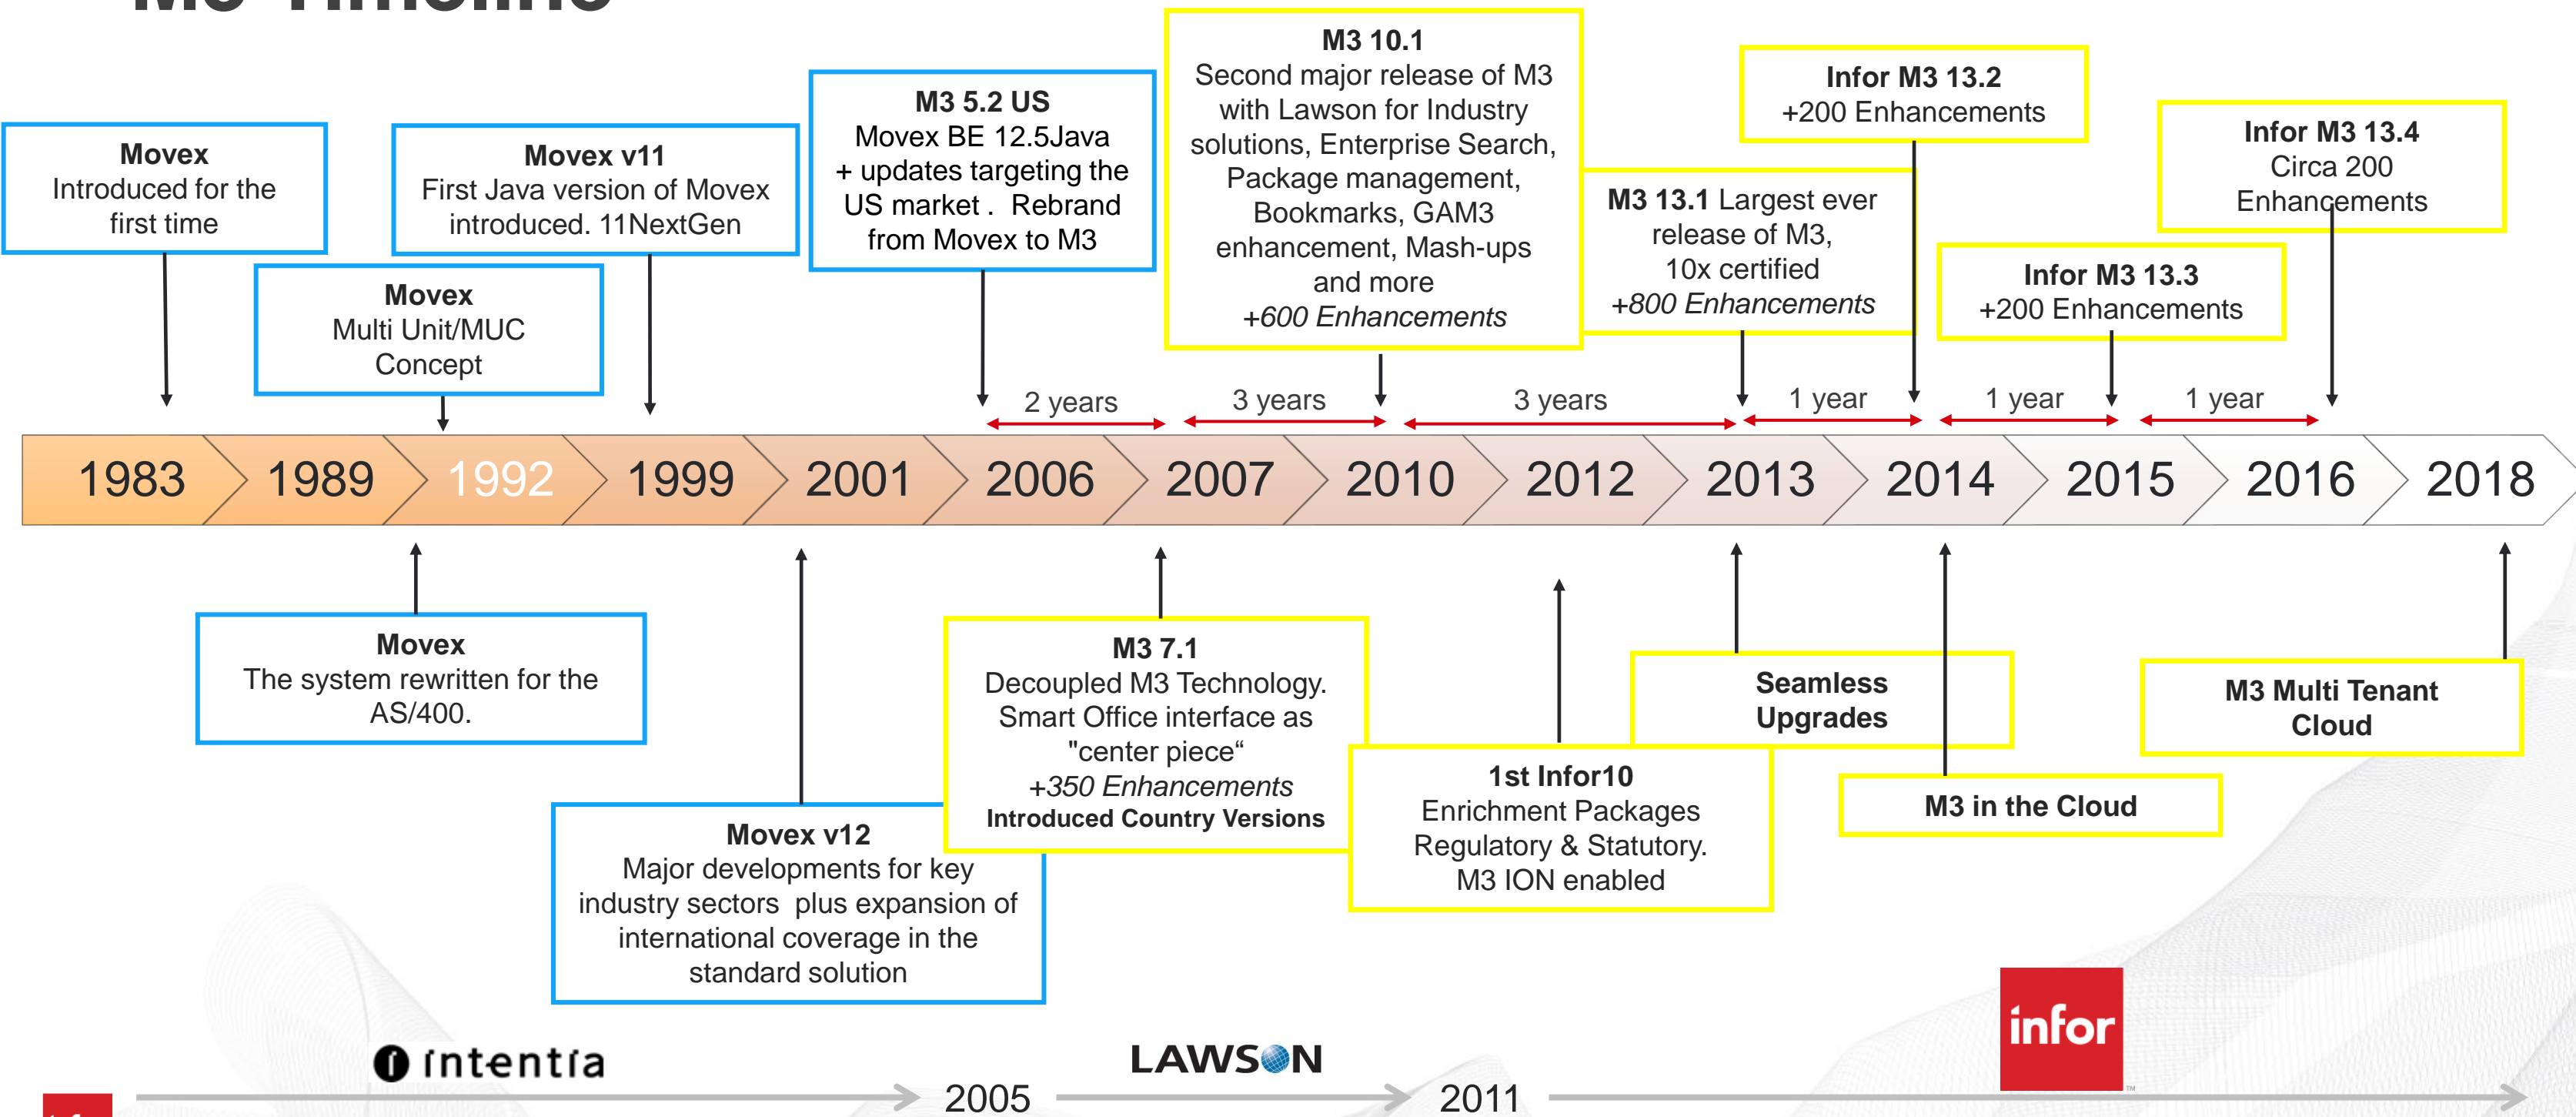 M3 Timeline
Movex
Introduced for the
first time
Movex
Multi Unit/MUC
Concept
Movex v11
First Java version of Movex
introduced. 11NextGen
M3 5.2 US
Movex BE 12.5Java
+ updates targeting the
US market . Rebrand
from Movex to M3
M3 10.1
Second major release of M3
with Lawson for Industry
solutions, Enterprise Search,
Package management,
Bookmarks, GAM3
enhancement, Mash-ups
and more
+600 Enhancements
M3 13.1 Largest ever
release of M3,
10x certified
+800 Enhancements
Infor M3 13.2
+200 Enhancements
Infor M3 13.3
+200 Enhancements
Infor M3 13.4
Circa 200
Enhancements
2 years
3 years
3 years
1 year
1 year
1 year
1983
1989
1992
1999
2001
2006
2007
2010
2012
2013
2014
2015
2016
2018
Movex
The system rewritten for the
AS/400.
Movex v12
Major developments for key
industry sectors plus expansion of
international coverage in the
standard solution
M3 7.1
Decoupled M3 Technology.
Smart Office interface as
"center piece“
+350 Enhancements
Introduced Country Versions
1st Infor10
Enrichment Packages
Regulatory & Statutory.
M3 ION enabled
Seamless
Upgrades
M3 in the Cloud
M3 Multi Tenant
Cloud
intentia
LAWSON
infor
TM
2005
2011